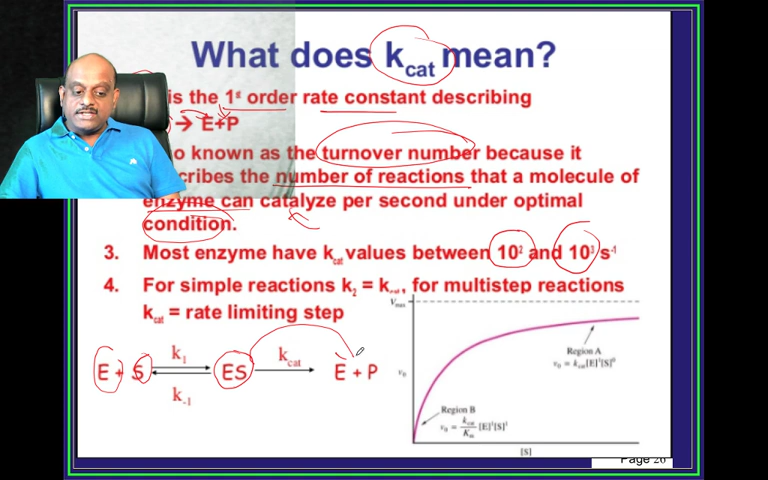 What does kcat mean?
is the 1st order rate constant describing
→ E+P
o known as the turnover number because it
cribes the number of reactions that a molecule of
enzyme can catalyze per second under optimal
condition.
3. Most enzyme have kcat values between 10² and 10³ s⁻¹
4. For simple reactions k2 = kcat, for multistep reactions
kcat = rate limiting step
E + S k1 k-1 ES kcat E + P
Vmax
Region A
v0 = kcat[E]¹[S]⁰
v0
Region B
v0 = kcat/Km [E]¹[S]¹
[S]
Page 26